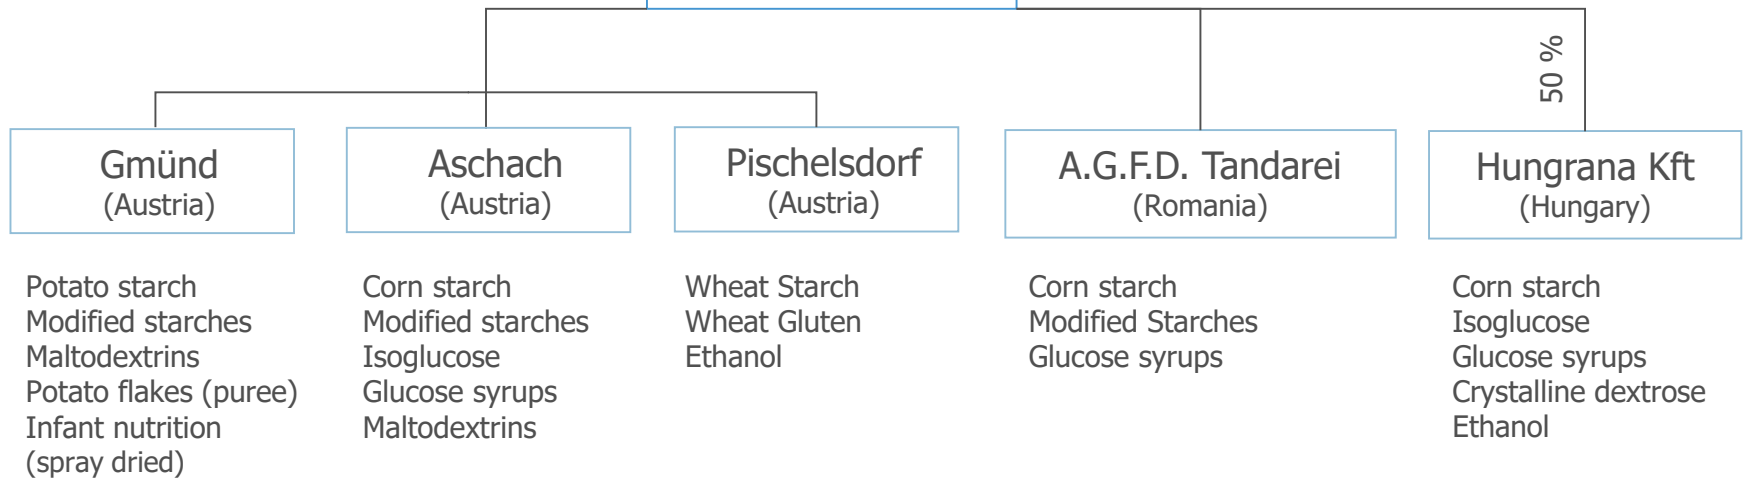 50 %
Gmünd
(Austria)
Aschach
(Austria)
Pischelsdorf
(Austria)
A.G.F.D. Tandarei
(Romania)
Hungrana Kft
(Hungary)
Potato starch
Modified starches
Maltodextrins
Potato flakes (puree)
Infant nutrition
(spray dried)
Corn starch
Modified starches
Isoglucose
Glucose syrups
Maltodextrins
Wheat Starch
Wheat Gluten
Ethanol
Corn starch
Modified Starches
Glucose syrups
Corn starch
Isoglucose
Glucose syrups
Crystalline dextrose
Ethanol